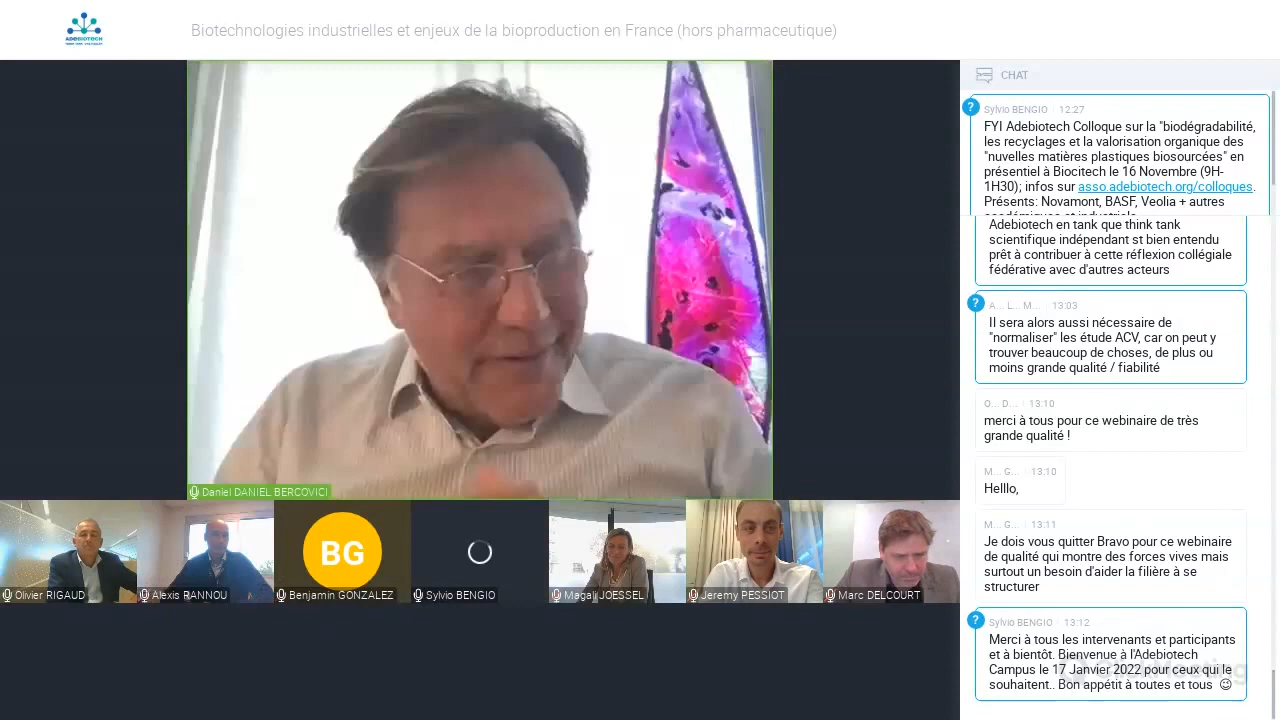 ADEBIOTECH
Biotechnologies industrielles et enjeux de la bioproduction en France (hors pharmaceutique)
Daniel DANIEL BERCOVICI
Olivier RIGAUD
Alexis RANNOU
BG
Benjamin GONZALEZ
Sylvio BENGIO
Magali JOESSEL
Jeremy PESSIOT
Marc DELCOURT
CHAT
?
Sylvio BENGIO 12:27
FYI Adebiotech Colloque sur la "biodégradabilité,
les recyclages et la valorisation organique des
"nuvelles matières plastiques biosourcées" en
présentiel à Biocitech le 16 Novembre (9H-
1H30); infos sur asso.adebiotech.org/colloques.
Présents: Novamont, BASF, Veolia + autres
Adebiotech en tank que think tank
scienrifique indépendant st bien entendu
prêt à contribuer à cette réflexion collégiale
fédérative avec d'autres acteurs
?
A... L... M... 13:03
Il sera alors aussi nécessaire de
"normaliser" les étude ACV, car on peut y
trouver beaucoup de choses, de plus ou
moins grande qualité / fiabilité
O... D... 13:10
merci à tous pour ce webinaire de très
grande qualité !
M... G... 13:10
Helllo,
M... G... 13:11
Je dois vous quitter Bravo pour ce webinaire
de qualité qui montre des forces vives mais
surtout un besoin d'aider la filière à se
structurer
?
Sylvio BENGIO 13:12
Merci à tous les intervenants et participants
et à bientôt. Bienvenue à l'Adebiotech
Campus le 17 Janvier 2022 pour ceux qui le
souhaitent.. Bon appétit à toutes et tous 😉